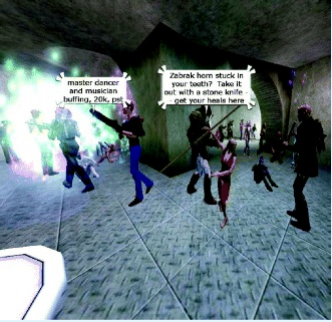 master dancer
and musician
buffing, 20k, pst
Zabrak horn stuck in
your teeth? Take it
out with a stone knife -
- get your heals here